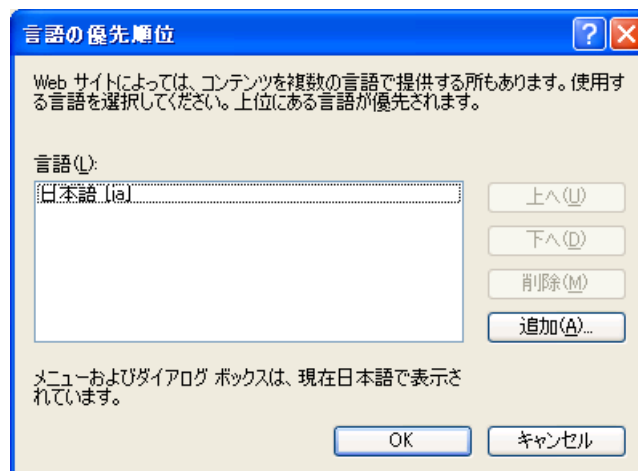 言語の優先順位
Web サイトによっては、コンテンツを複数の言語で提供する所もあります。使用す
る言語を選択してください。上位にある言語が優先されます。
言語(L):
日本語 [ja]
上へ(U)
下へ(D)
削除(M)
追加(A)...
メニューおよびダイアログ ボックスは、現在日本語で表示さ
れています。
OK
キャンセル